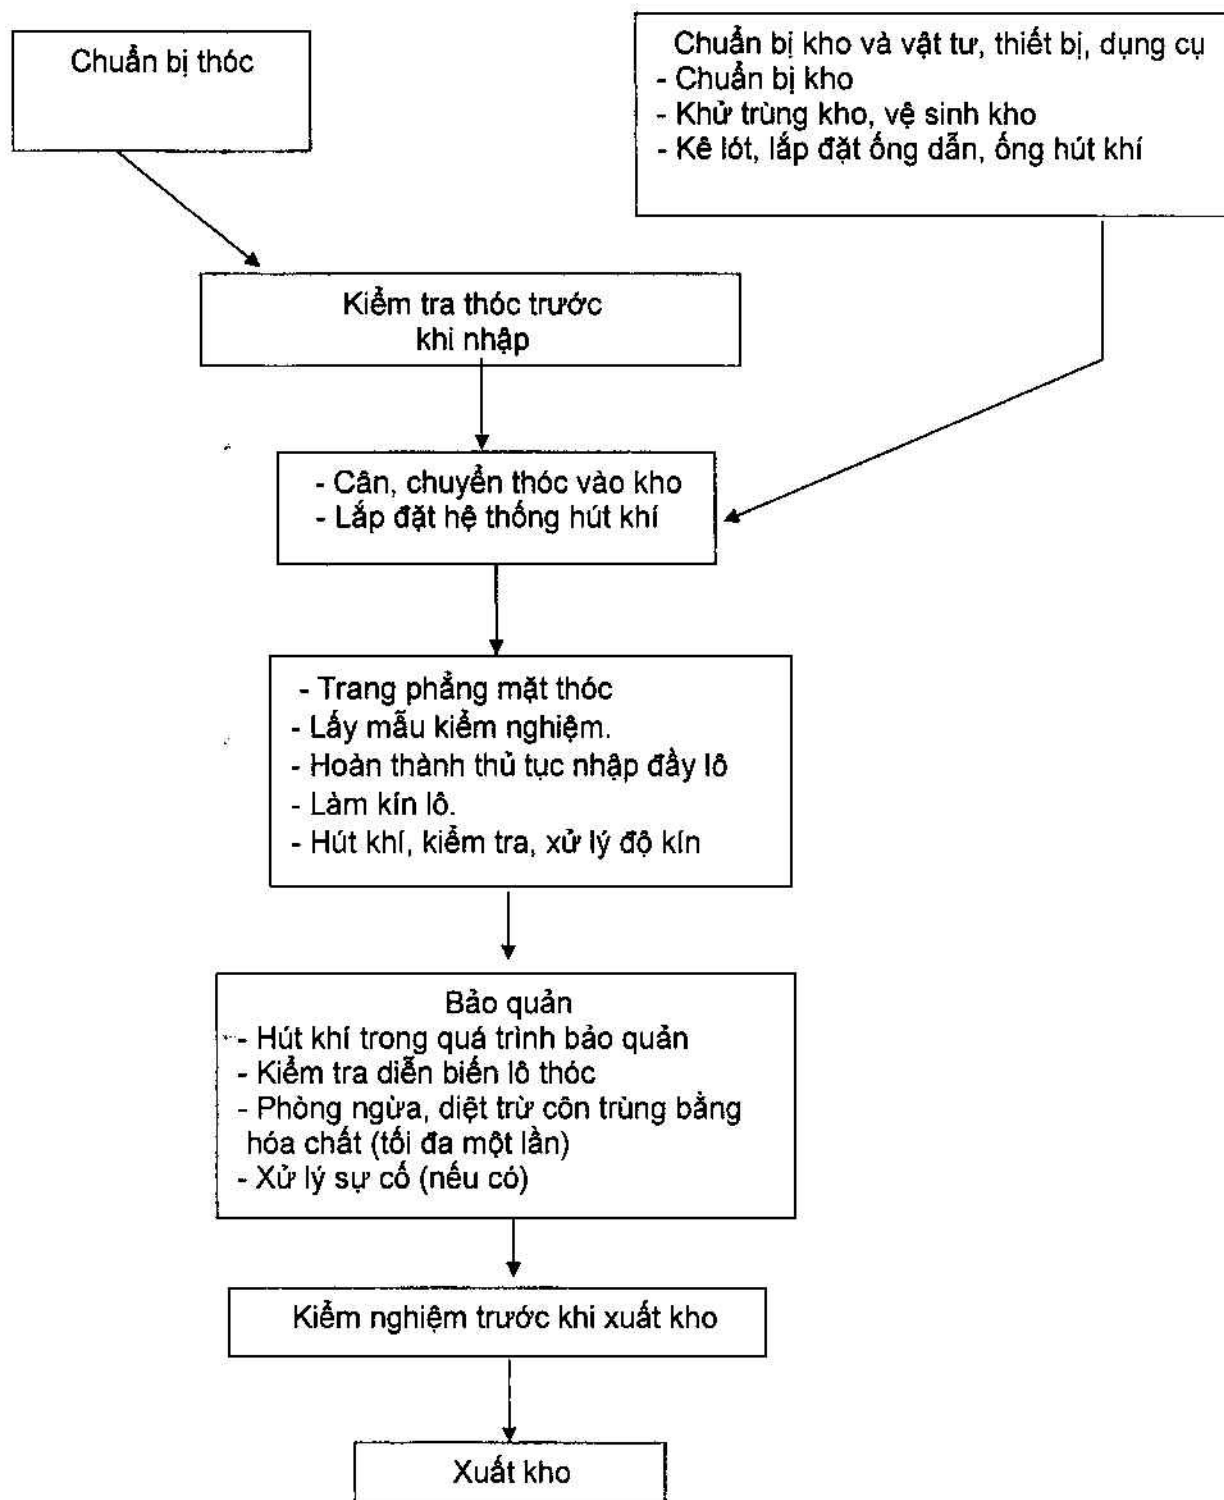 Chuẩn bị thóc
Chuẩn bị kho và vật tư, thiết bị, dụng cụ
- Chuẩn bị kho
- Khử trùng kho, vệ sinh kho
- Kê lót, lắp đặt ống dẫn, ống hút khí
Kiểm tra thóc trước
khi nhập
- Cân, chuyển thóc vào kho
- Lắp đặt hệ thống hút khí
- Trang phẳng mặt thóc
- Lấy mẫu kiểm nghiệm.
- Hoàn thành thủ tục nhập đầy lô
- Làm kín lô.
- Hút khí, kiểm tra, xử lý độ kín
Bảo quản
- Hút khí trong quá trình bảo quản
- Kiểm tra diễn biến lô thóc
- Phòng ngừa, diệt trừ côn trùng bằng
hóa chất (tối đa một lần)
- Xử lý sự cố (nếu có)
Kiểm nghiệm trước khi xuất kho
Xuất kho